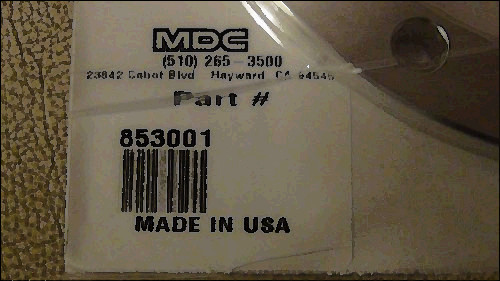 MDC
(510) 265-3500
23842 Cabot Blvd Hayward, CA 94545
Part #
853001
MADE IN USA